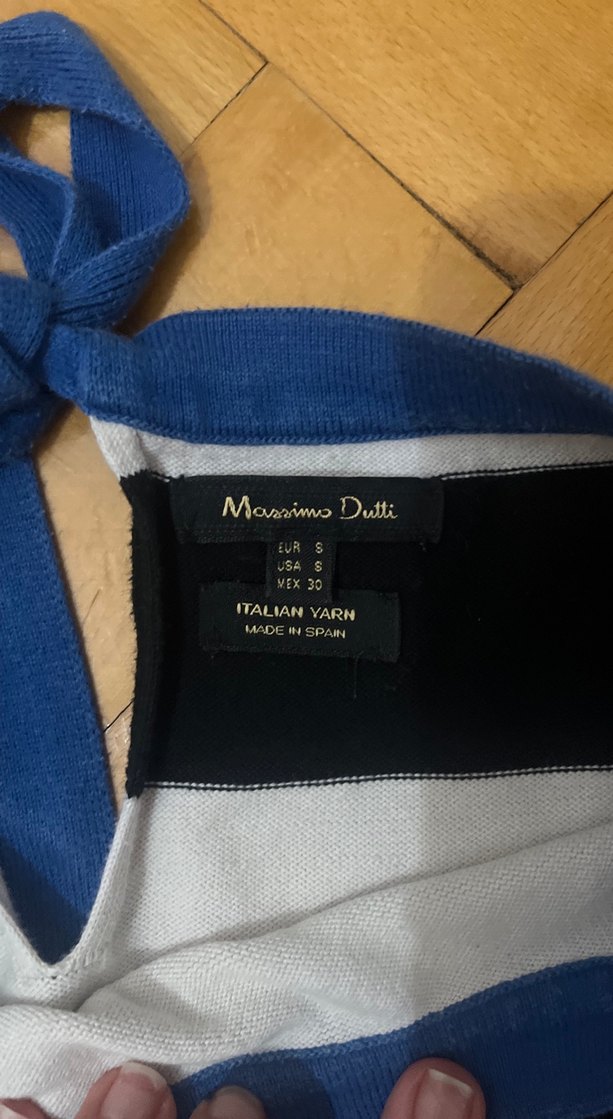 Massimo Dutti
EUR S
USA S
MEX 30
ITALIAN YARN
MADE IN SPAIN